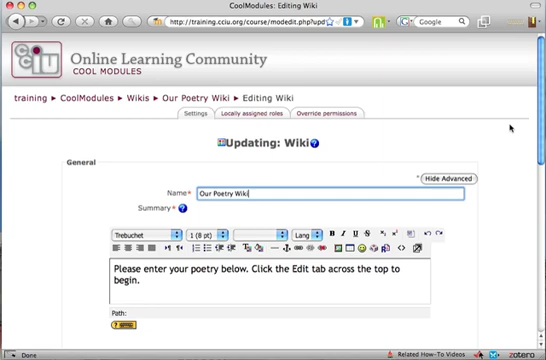 CoolModules: Editing Wiki
http://training.cciu.org/course/modedit.php?upd
Google
Online Learning Community
COOL MODULES
training ► CoolModules ► Wikis ► Our Poetry Wiki ► Editing Wiki
Settings Locally assigned roles Override permissions
Updating: Wiki
General
* Hide Advanced
Name* Our Poetry Wiki
Summary*
Trebuchet 1 (8 pt) Lang B I U S
Please enter your poetry below. Click the Edit tab across the top to
begin.
Path:
Done Related How-To Videos zotero